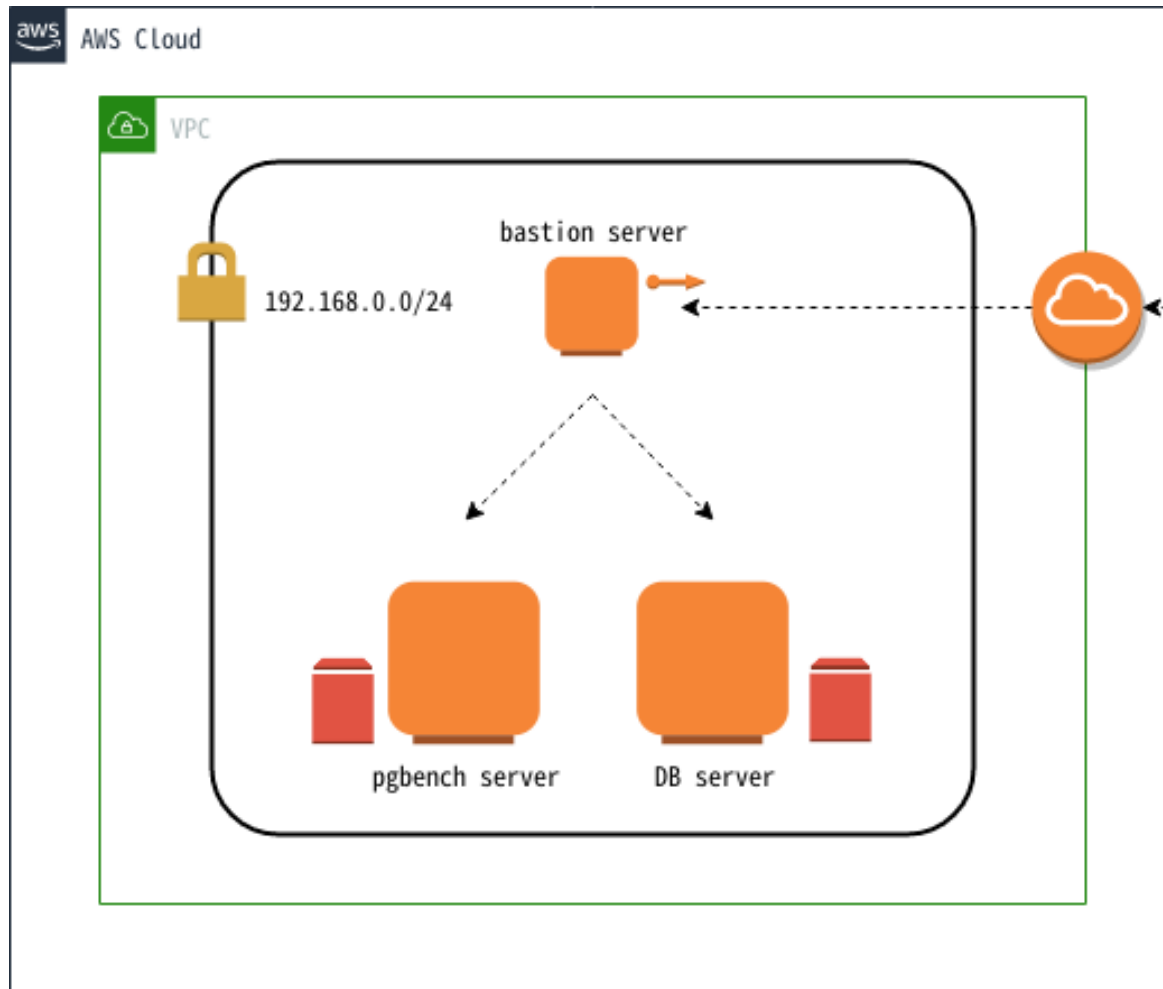 aws
AWS Cloud
VPC
bastion server
192.168.0.0/24
pgbench server
DB server